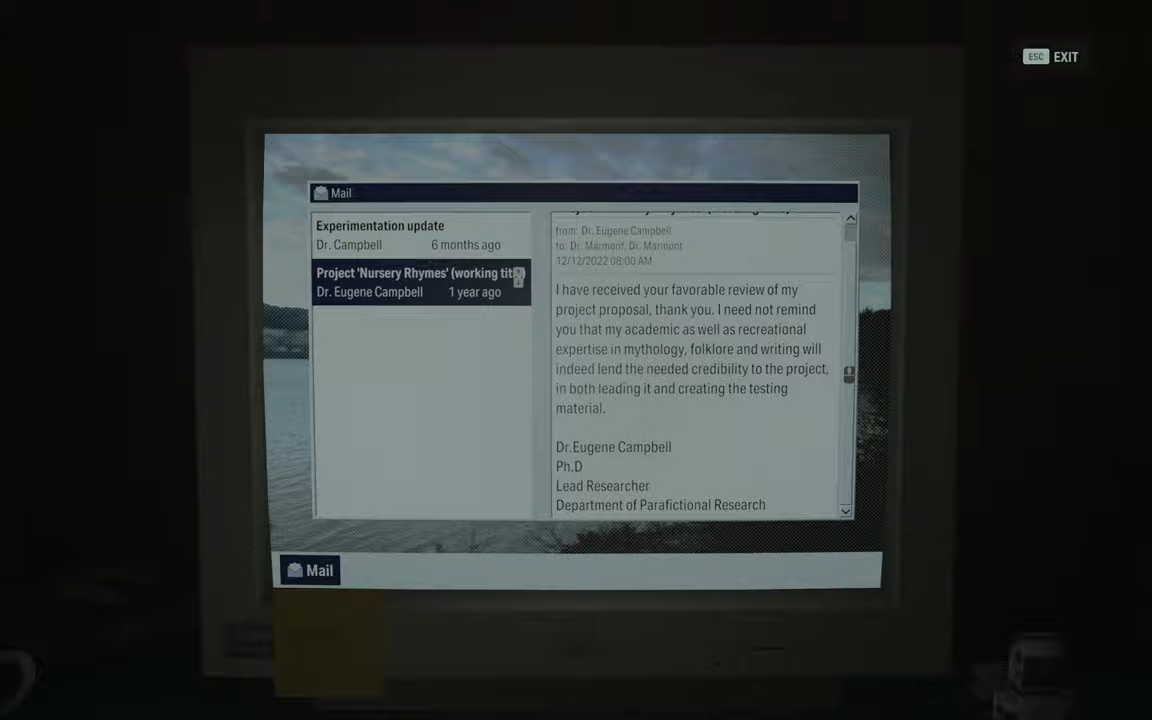 ESC EXIT
Mail
Experimentation update
Dr. Campbell 6 months ago
Project 'Nursery Rhymes' (working tit
Dr. Eugene Campbell 1 year ago
from: Dr. Eugene Campbell
to: Dr. Marmont, Dr. Marmont
12/12/2022 08:00 AM
I have received your favorable review of my
project proposal, thank you. I need not remind
you that my academic as well as recreational
expertise in mythology, folklore and writing will
indeed lend the needed credibility to the project,
in both leading it and creating the testing
material.
Dr.Eugene Campbell
Ph.D
Lead Researcher
Department of Parafictional Research
Mail